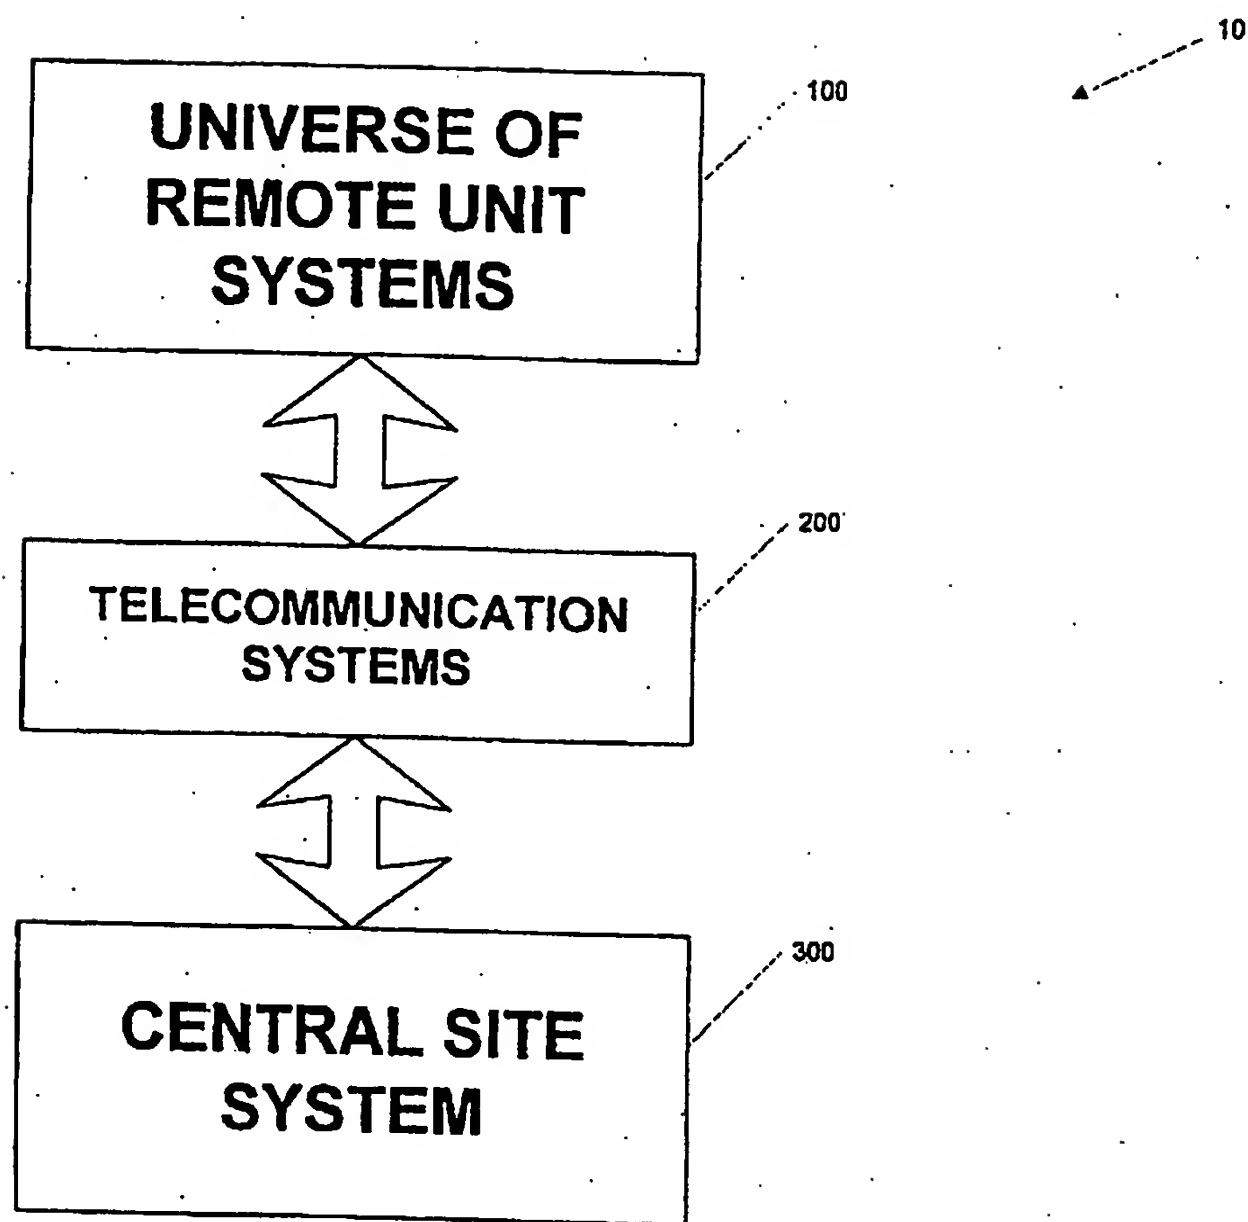 10
100
UNIVERSE OF
REMOTE UNIT
SYSTEMS
200
TELECOMMUNICATION
SYSTEMS
300
CENTRAL SITE
SYSTEM